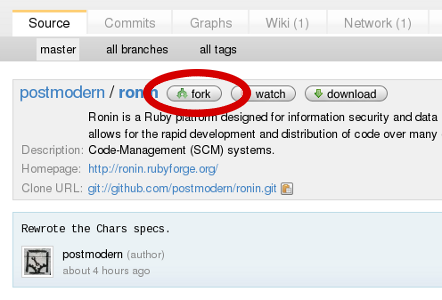 Source Commits Graphs Wiki (1) Network (1)
master all branches all tags
postmodern / ronin fork watch download
Ronin is a Ruby platform designed for information security and data
allows for the rapid development and distribution of code over many
Description: Code-Management (SCM) systems.
Homepage: http://ronin.rubyforge.org/
Clone URL: git://github.com/postmodern/ronin.git
Rewrote the Chars specs.
postmodern (author)
about 4 hours ago